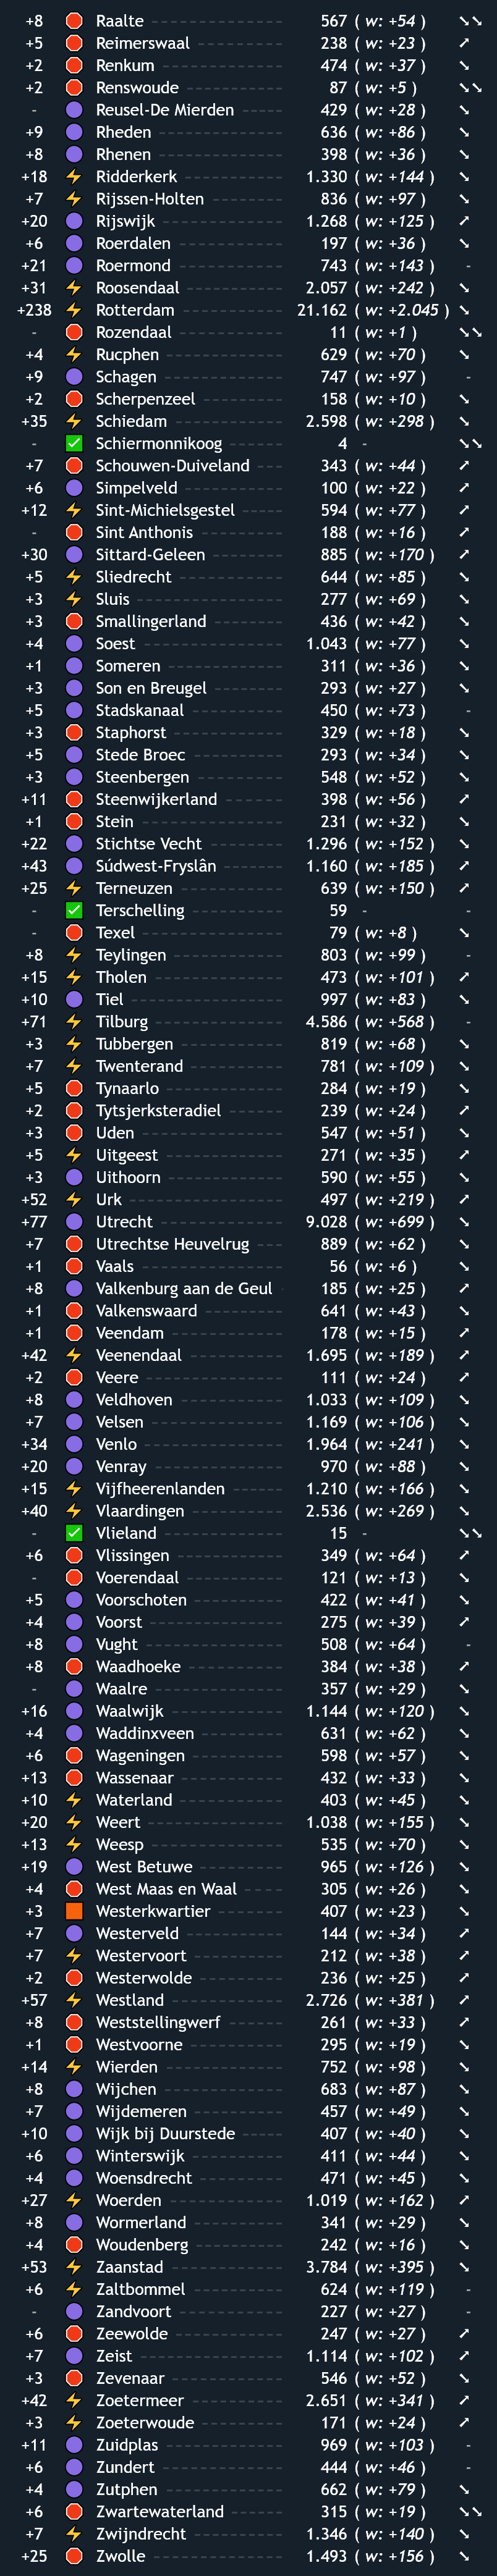 +8 Raalte 567 ( w: +54 )
+5 Reimerswaal 238 ( w: +23 )
+2 Renkum 474 ( w: +37 )
+2 Renswoude 87 ( w: +5 )
- Reusel-De Mierden 429 ( w: +28 )
+9 Rheden 636 ( w: +86 )
+8 Rhenen 398 ( w: +36 )
+18 Ridderkerk 1.330 ( w: +144 )
+7 Rijssen-Holten 836 ( w: +97 )
+20 Rijswijk 1.268 ( w: +125 )
+6 Roerdalen 197 ( w: +36 )
+21 Roermond 743 ( w: +143 ) -
+31 Roosendaal 2.057 ( w: +242 )
+238 Rotterdam 21.162 ( w: +2.045 )
- Rozendaal 11 ( w: +1 )
+4 Rucphen 629 ( w: +70 )
+9 Schagen 747 ( w: +97 ) -
+2 Scherpenzeel 158 ( w: +10 )
+35 Schiedam 2.598 ( w: +298 )
- Schiermonnikoog 4 -
+7 Schouwen-Duiveland 343 ( w: +44 )
+6 Simpelveld 100 ( w: +22 )
+12 Sint-Michielsgestel 594 ( w: +77 )
- Sint Anthonis 188 ( w: +16 )
+30 Sittard-Geleen 885 ( w: +170 )
+5 Sliedrecht 644 ( w: +85 )
+3 Sluis 277 ( w: +69 )
+3 Smallingerland 436 ( w: +42 )
+4 Soest 1.043 ( w: +77 )
+1 Someren 311 ( w: +36 )
+3 Son en Breugel 293 ( w: +27 )
+5 Stadskanaal 450 ( w: +73 ) -
+3 Staphorst 329 ( w: +18 )
+5 Stede Broec 293 ( w: +34 )
+3 Steenbergen 548 ( w: +52 )
+11 Steenwijkerland 398 ( w: +56 )
+1 Stein 231 ( w: +32 )
+22 Stichtse Vecht 1.296 ( w: +152 )
+43 Súdwest-Fryslân 1.160 ( w: +185 )
+25 Terneuzen 639 ( w: +150 )
- Terschelling 59 - -
- Texel 79 ( w: +8 )
+8 Teylingen 803 ( w: +99 ) -
+15 Tholen 473 ( w: +101 )
+10 Tiel 997 ( w: +83 )
+71 Tilburg 4.586 ( w: +568 ) -
+3 Tubbergen 819 ( w: +68 )
+7 Twenterand 781 ( w: +109 )
+5 Tynaarlo 284 ( w: +19 )
+2 Tytsjerksteradiel 239 ( w: +24 )
+3 Uden 547 ( w: +51 )
+5 Uitgeest 271 ( w: +35 )
+3 Uithoorn 590 ( w: +55 )
+52 Urk 497 ( w: +219 )
+77 Utrecht 9.028 ( w: +699 )
+7 Utrechtse Heuvelrug 889 ( w: +62 )
+1 Vaals 56 ( w: +6 )
+8 Valkenburg aan de Geul 185 ( w: +25 )
+1 Valkenswaard 641 ( w: +43 )
+1 Veendam 178 ( w: +15 )
+42 Veenendaal 1.695 ( w: +189 )
+2 Veere 111 ( w: +24 )
+8 Veldhoven 1.033 ( w: +109 )
+7 Velsen 1.169 ( w: +106 )
+34 Venlo 1.964 ( w: +241 )
+20 Venray 970 ( w: +88 )
+15 Vijfheerenlanden 1.210 ( w: +166 )
+40 Vlaardingen 2.536 ( w: +269 )
- Vlieland 15 -
+6 Vlissingen 349 ( w: +64 )
- Voerendaal 121 ( w: +13 )
+5 Voorschoten 422 ( w: +41 )
+4 Voorst 275 ( w: +39 )
+8 Vught 508 ( w: +64 ) -
+8 Waadhoeke 384 ( w: +38 )
- Waalre 357 ( w: +29 )
+16 Waalwijk 1.144 ( w: +120 )
+4 Waddinxveen 631 ( w: +62 )
+6 Wageningen 598 ( w: +57 )
+13 Wassenaar 432 ( w: +33 )
+10 Waterland 403 ( w: +45 )
+20 Weert 1.038 ( w: +155 )
+13 Weesp 535 ( w: +70 )
+19 West Betuwe 965 ( w: +126 )
+4 West Maas en Waal 305 ( w: +26 )
+3 Westerkwartier 407 ( w: +23 )
+7 Westerveld 144 ( w: +34 )
+7 Westervoort 212 ( w: +38 )
+2 Westerwolde 236 ( w: +25 )
+57 Westland 2.726 ( w: +381 )
+8 Weststellingwerf 261 ( w: +33 )
+1 Westvoorne 295 ( w: +19 )
+14 Wierden 752 ( w: +98 )
+8 Wijchen 683 ( w: +87 )
+7 Wijdemeren 457 ( w: +49 )
+10 Wijk bij Duurstede 407 ( w: +40 )
+6 Winterswijk 411 ( w: +44 )
+4 Woensdrecht 471 ( w: +45 )
+27 Woerden 1.019 ( w: +162 )
+8 Wormerland 341 ( w: +29 )
+4 Woudenberg 242 ( w: +16 )
+53 Zaanstad 3.784 ( w: +395 )
+6 Zaltbommel 624 ( w: +119 ) -
- Zandvoort 227 ( w: +27 ) -
+6 Zeewolde 247 ( w: +27 )
+7 Zeist 1.114 ( w: +102 )
+3 Zevenaar 546 ( w: +52 )
+42 Zoetermeer 2.651 ( w: +341 )
+3 Zoeterwoude 171 ( w: +24 )
+11 Zuidplas 969 ( w: +103 ) -
+6 Zundert 444 ( w: +46 ) -
+4 Zutphen 662 ( w: +79 )
+6 Zwartewaterland 315 ( w: +19 )
+7 Zwijndrecht 1.346 ( w: +140 )
+25 Zwolle 1.493 ( w: +156 )